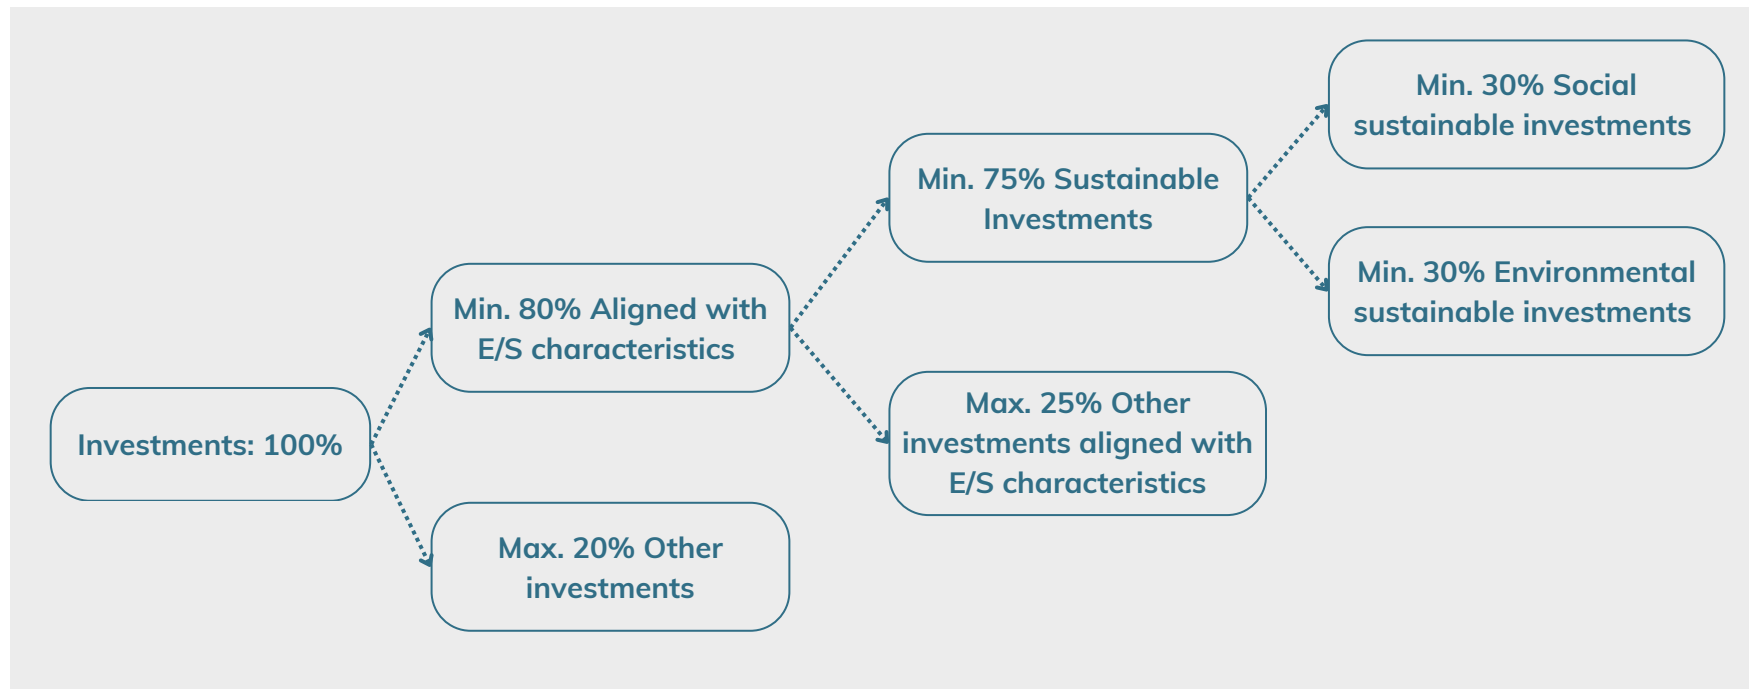 Investments: 100%
Min. 80% Aligned with
E/S characteristics
Max. 20% Other
investments
Min. 75% Sustainable
Investments
Max. 25% Other
investments aligned with
E/S characteristics
Min. 30% Social
sustainable investments
Min. 30% Environmental
sustainable investments